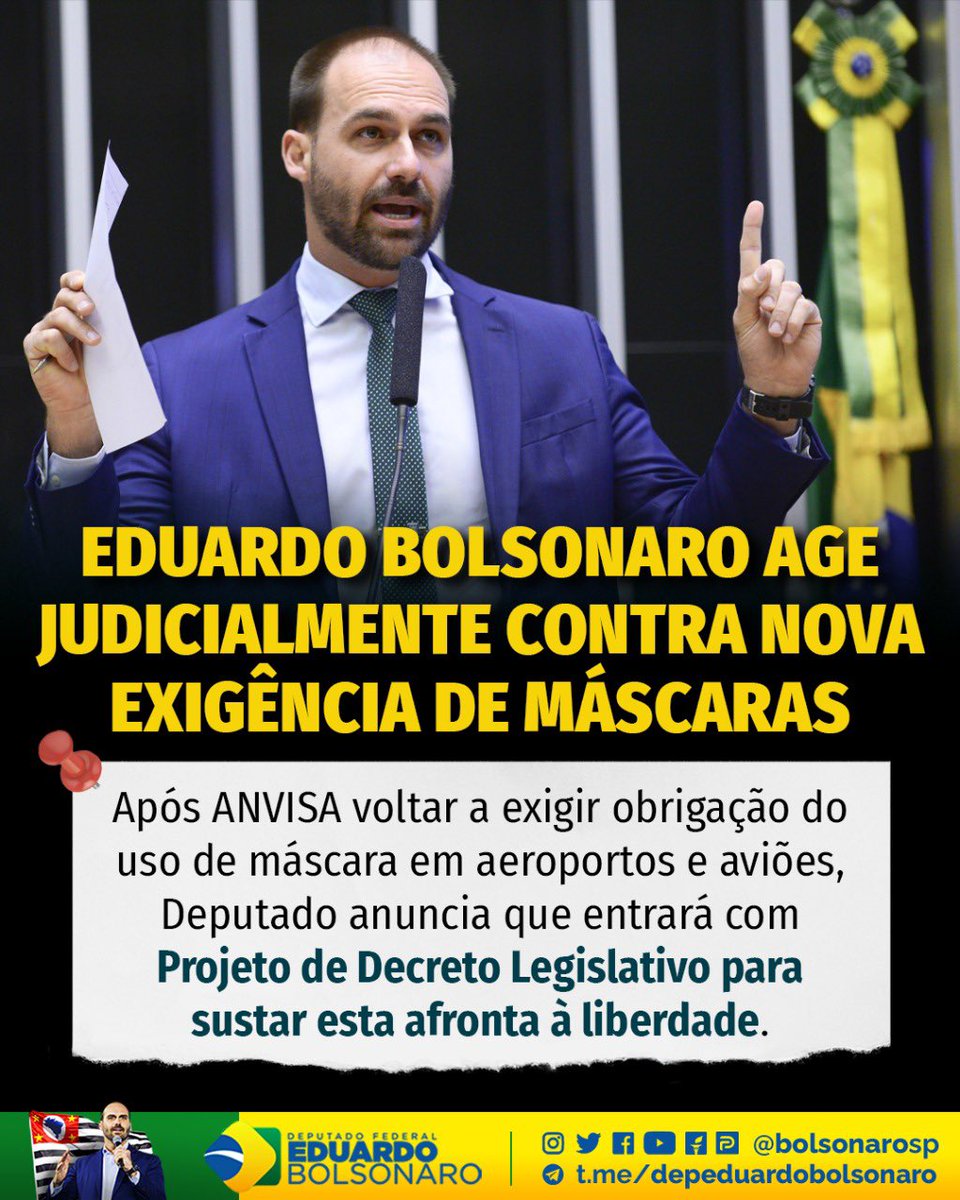 EDUARDO BOLSONARO AGE
JUDICIALMENTE CONTRA NOVA
EXIGÊNCIA DE MÁSCARAS
Após ANVISA voltar a exigir obrigação do
uso de máscara em aeroportos e aviões,
Deputado anuncia que entrará com
Projeto de Decreto Legislativo para
sustar esta afronta à liberdade.
DEPUTADO FEDERAL
EDUARDO
BOLSONARO
@bolsonarosp
t.me/depeduardobolsonaro